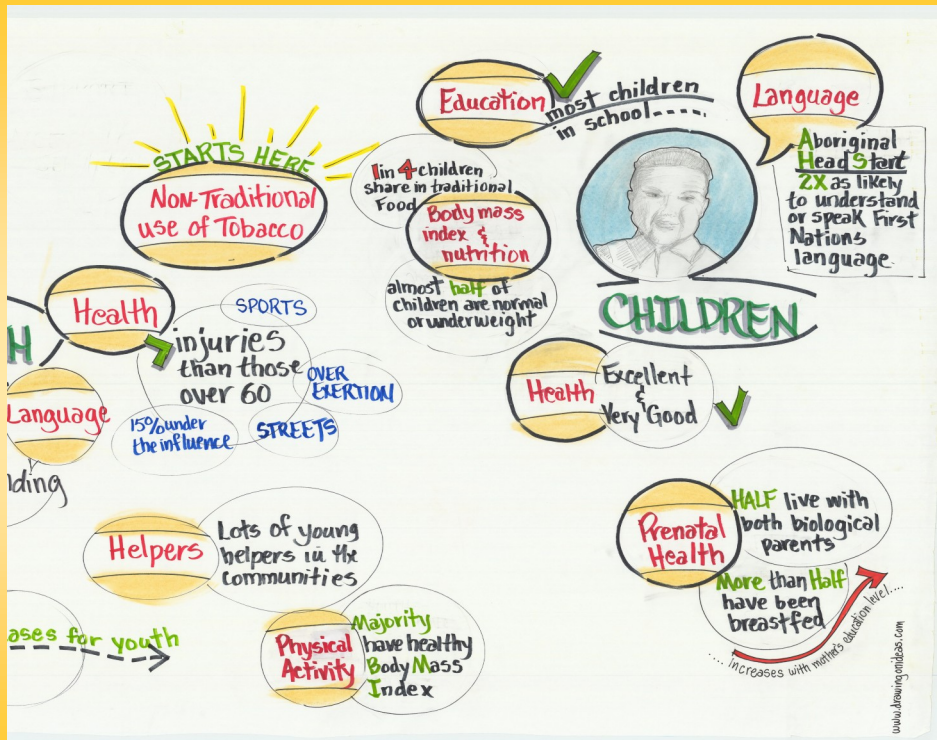 STARTS HERE
Non-Traditional
use of Tobacco
Health
injuries
than those
over 60
SPORTS
OVER
EXERTION
STREETS
15% under
the influence
H
Language
nding
Helpers
Lots of young
helpers in the
communities
ases for youth
Physical
Activity
Majority
have healthy
Body Mass
Index
Education
most children
in school----
1 in 4 children
share in traditional
Food
Body mass
index &
nutrition
almost half of
children are normal
or underweight
Language
Aboriginal
Head Start
2X as likely
to understand
or speak First
Nations
language.
CHILDREN
Health
Excellent
&
Very Good
Prenatal
Health
HALF live with
both biological
parents
More than Half
have been
breastfed
.... increases with mother's education level....
www.drawingonideas.com